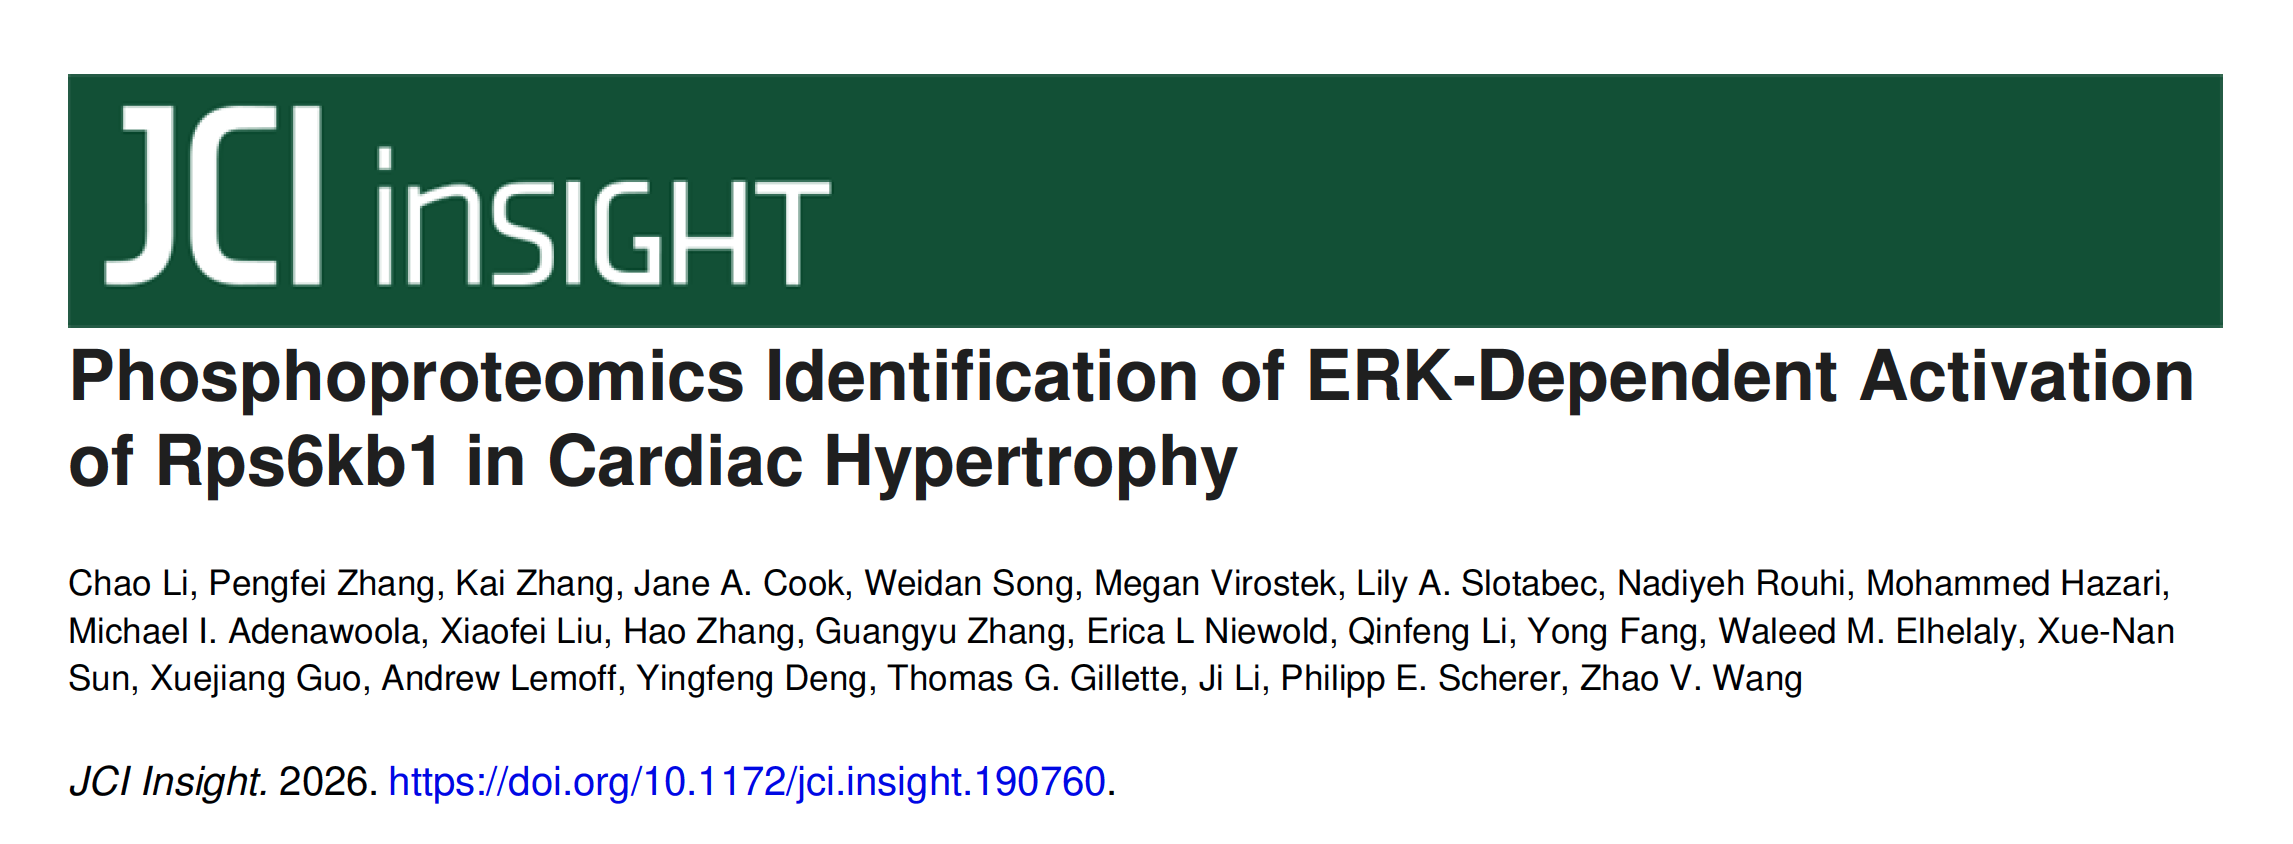 JCI inSIGHT
Phosphoproteomics Identification of ERK-Dependent Activation
of Rps6kb1 in Cardiac Hypertrophy
Chao Li, Pengfei Zhang, Kai Zhang, Jane A. Cook, Weidan Song, Megan Virostek, Lily A. Slotabec, Nadiyeh Rouhi, Mohammed Hazari,
Michael I. Adenawoola, Xiaofei Liu, Hao Zhang, Guangyu Zhang, Erica L Niewold, Qinfeng Li, Yong Fang, Waleed M. Elhelaly, Xue-Nan
Sun, Xuejiang Guo, Andrew Lemoff, Yingfeng Deng, Thomas G. Gillette, Ji Li, Philipp E. Scherer, Zhao V. Wang
JCI Insight. 2026. https://doi.org/10.1172/jci.insight.190760.